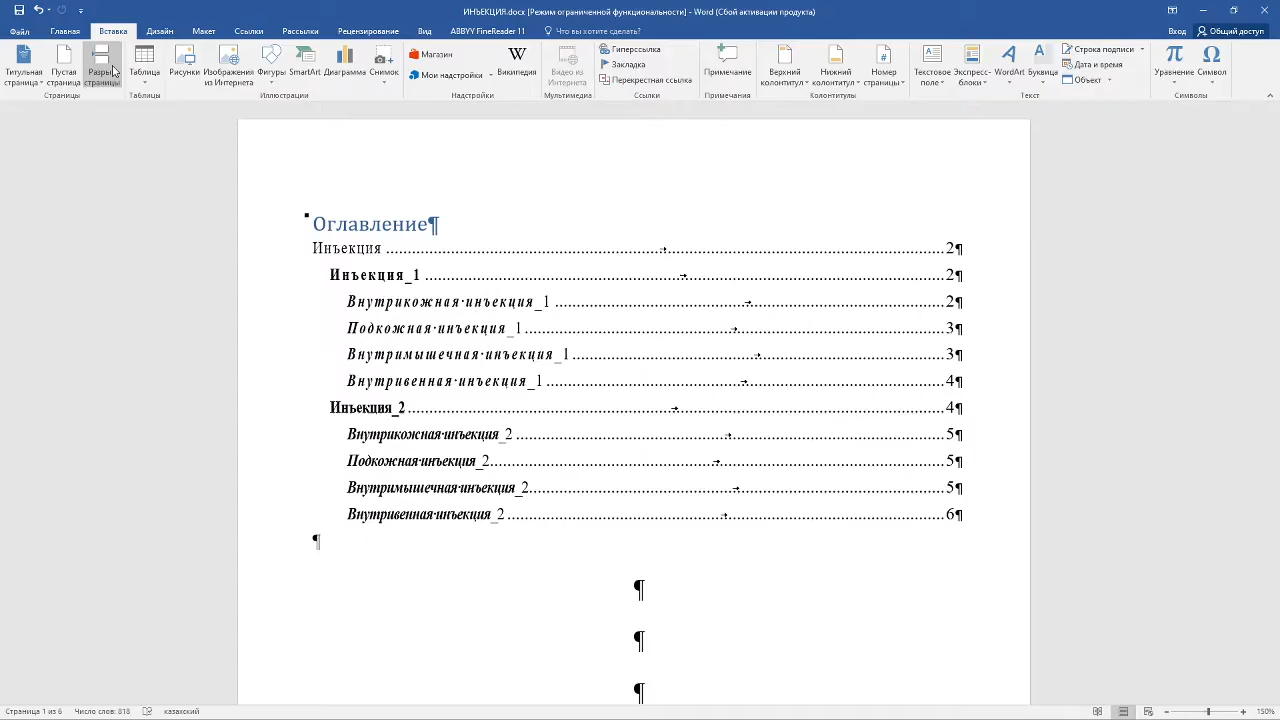 ИНЪЕКЦИЯ.docx [Режим ограниченной функциональности] - Word (Сбой активации продукта)
Файл Главная Вставка Дизайн Макет Ссылки Рассылки Рецензирование Вид ABBYY FineReader 11 Что вы хотите сделать? Вход Общий доступ
Титульная страница
Пустая страница
Разрыв страницы
Таблица
Рисунки
Изображения из Интернета
Фигуры
SmartArt
Диаграмма
Снимок
Магазин
Мои настройки
Википедия
Видео из Интернета
Гиперссылка
Закладка
Перекрестная ссылка
Примечание
Верхний колонтитул
Нижний колонтитул
Номер страницы
Текстовое поле
Экспресс-блоки
WordArt
Буквица
Строка подписи
Дата и время
Объект
Уравнение
Символ
Страницы Таблицы Иллюстрации Надстройки Мультимедиа Ссылки Примечания Колонтитулы Текст Символы
Оглавление¶
Инъекция → 2¶
Инъекция_1 → 2¶
Внутрикожная·инъекция_1 → 2¶
Подкожная·инъекция_1 → 3¶
Внутримышечная·инъекция_1 → 3¶
Внутривенная·инъекция_1 → 4¶
Инъекция_2 → 4¶
Внутрикожная·инъекция_2 → 5¶
Подкожная·инъекция_2 → 5¶
Внутримышечная·инъекция_2 → 5¶
Внутривенная·инъекция_2 → 6¶
¶
¶
¶
¶
Страница 1 из 6 Число слов: 818 казахский 150%